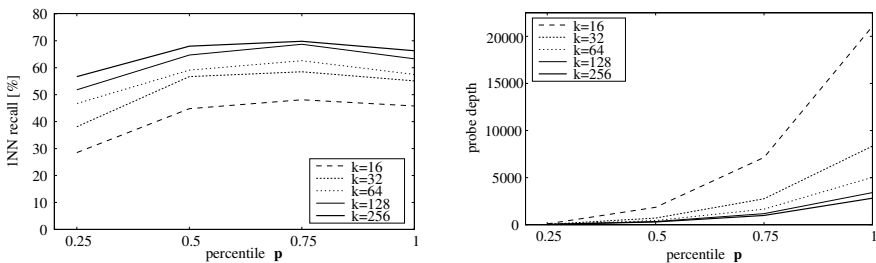 80
70
60
50
40
30
20
10
0
1NN recall [%]
k=16
k=32
k=64
k=128
k=256
0.25 0.5 0.75 1
percentile p
20000
15000
10000
5000
0
probe depth
k=16
k=32
k=64
k=128
k=256
0.25 0.5 0.75 1
percentile p